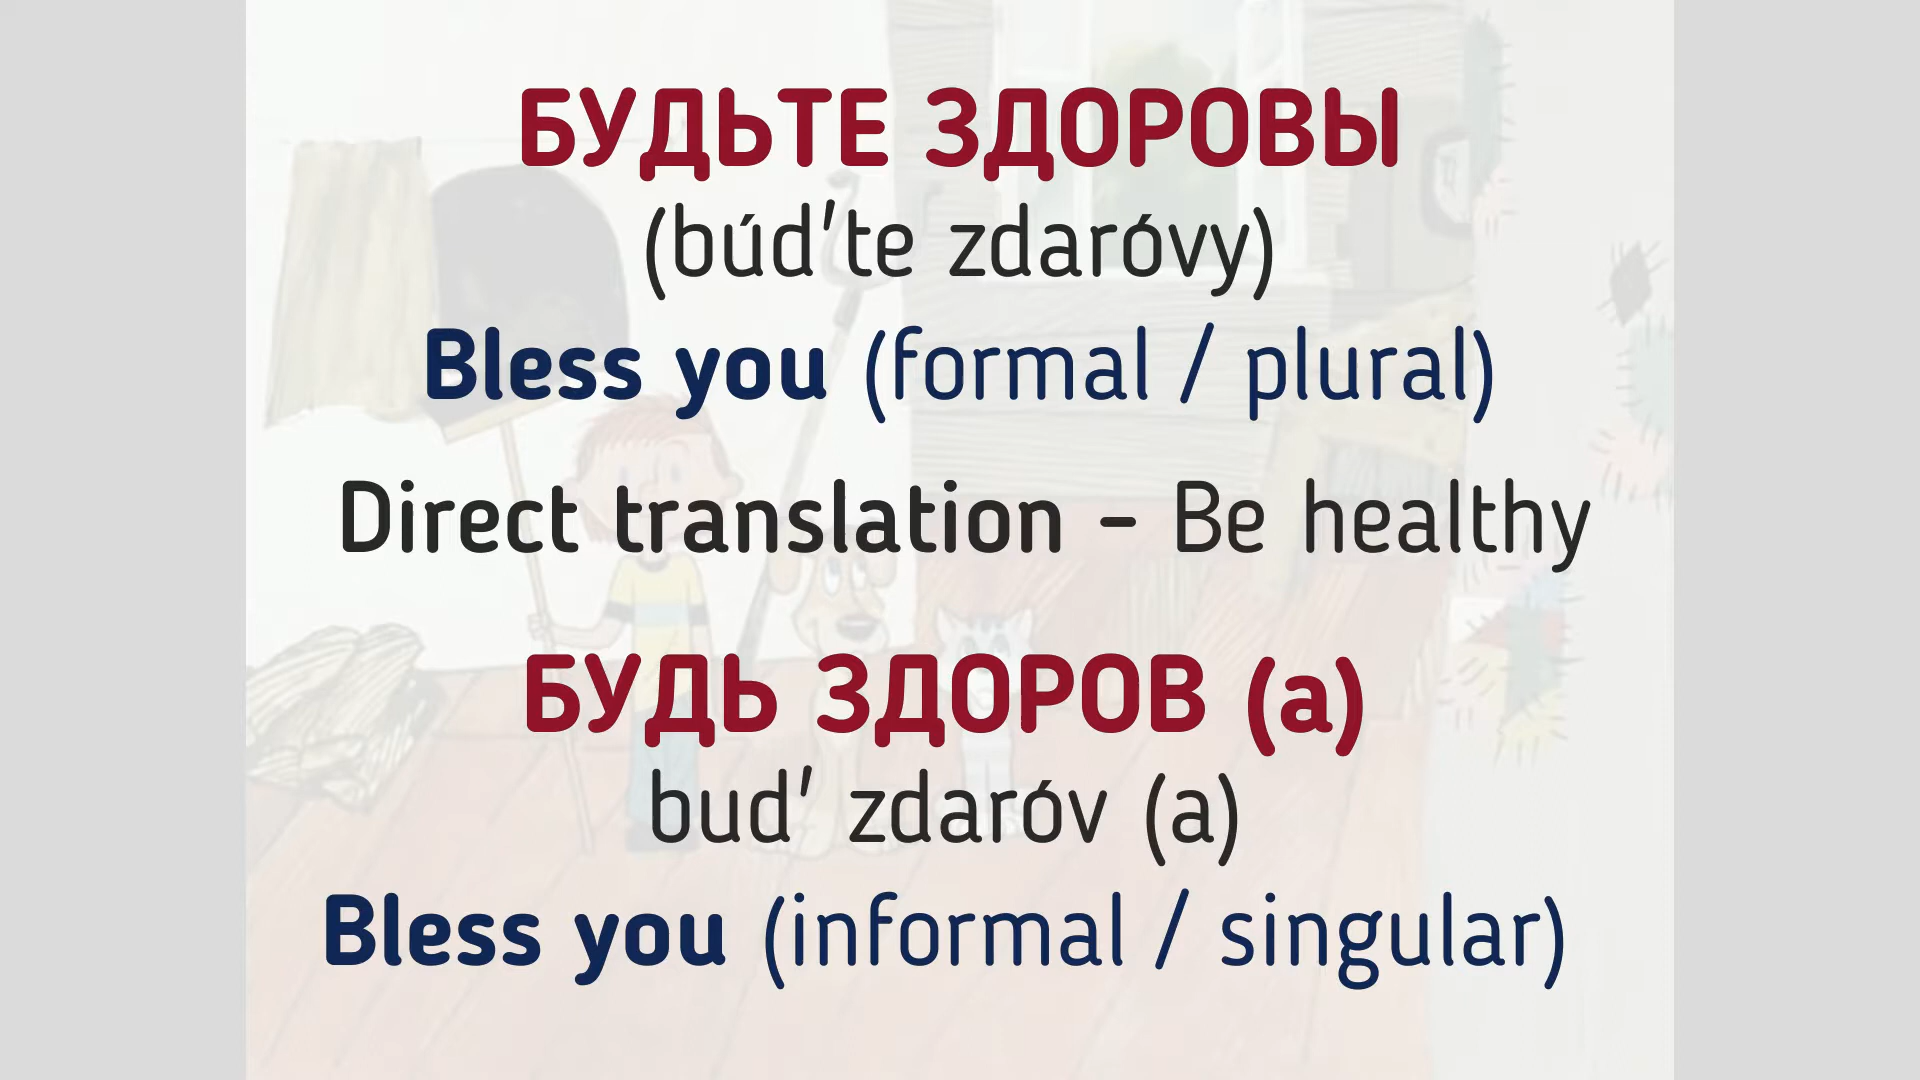 БУДЬТЕ ЗДОРОВЫ
(búd'te zdaróvy)
Bless you (formal / plural)
Direct translation - Be healthy
БУДЬ ЗДОРОВ (а)
bud' zdaróv (a)
Bless you (informal / singular)